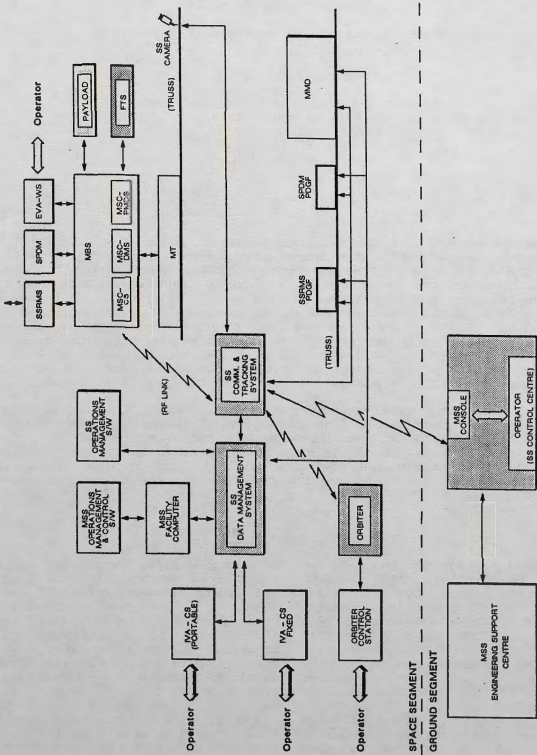 Operator
SSRMS
SPDM
EVA-WS
PAYLOAD
FTS
MBS
MSC-
CS
MSC-
DMS
MSC-
MT
SS
CAMERA
(TRUSS)
(RF LINK)
MSS
OPERATIONS
MANAGEMENT
& CONTROL
S/W
SS
OPERATIONS
MANAGEMENT
S/W
MSS
FACILITY
COMPUTER
SS
DATA MANAGEMENT
SYSTEM
SS
COMM. &
TRACKING
SYSTEM
Operator
IVA - CS
(PORTABLE)
Operator
IVA - CS
FIXED
Operator
ORBITER
CONTROL
STATION
ORBITER
(TRUSS)
SSRMS
PDGF
SPDM
PDGF
MMD
SPACE SEGMENT
GROUND SEGMENT
MSS
ENGINEERING SUPPORT
CENTRE
MSS
CONSOLE
OPERATOR
(SS CONTROL CENTRE)